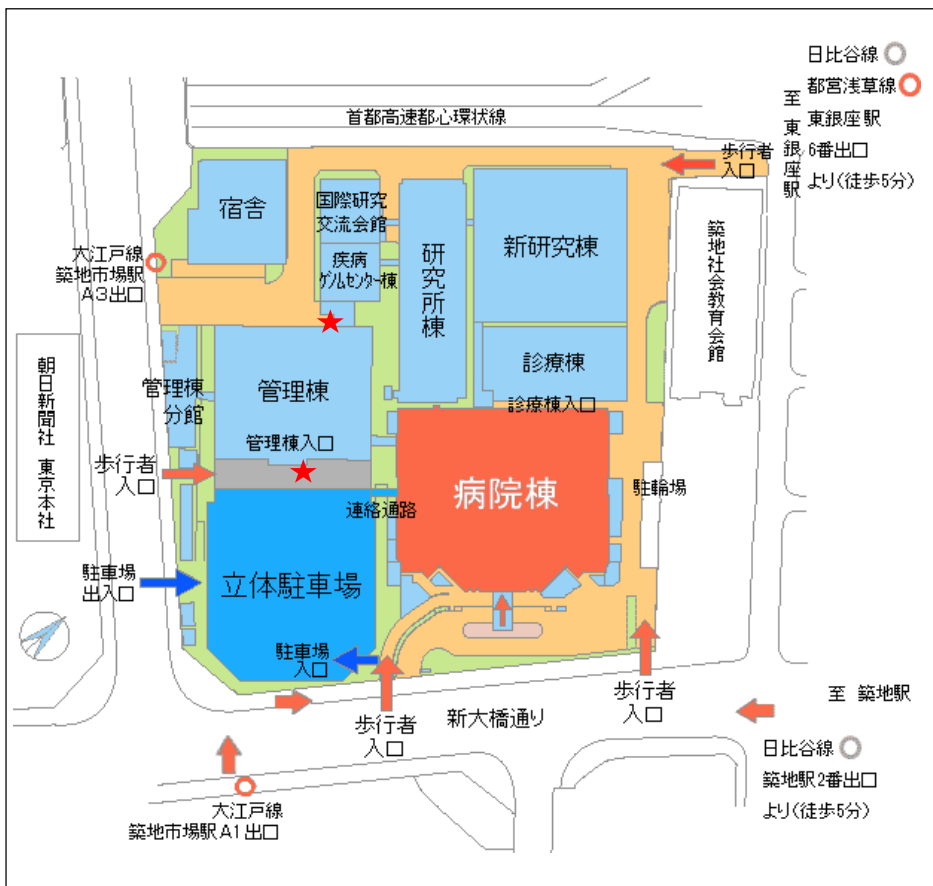 日比谷線
都営浅草線
東銀座駅
6番出口
より(徒歩5分)
至 東銀座駅
首都高速都心環状線
歩行者
入口
宿舎
国際研究
交流会館
疾病
ゲノムセンター棟
研究所棟
新研究棟
築地社会教育会館
大江戸線
築地市場駅
A3出口
診療棟
診療棟入口
管理棟
管理棟入口
管理棟
分館
朝日新聞社 東京本社
歩行者
入口
連絡通路
病院棟
駐輪場
駐車場
出入口
立体駐車場
駐車場
入口
歩行者
入口
歩行者
入口
新大橋通り
至 築地駅
日比谷線
築地駅2番出口
より(徒歩5分)
大江戸線
築地市場駅A1出口